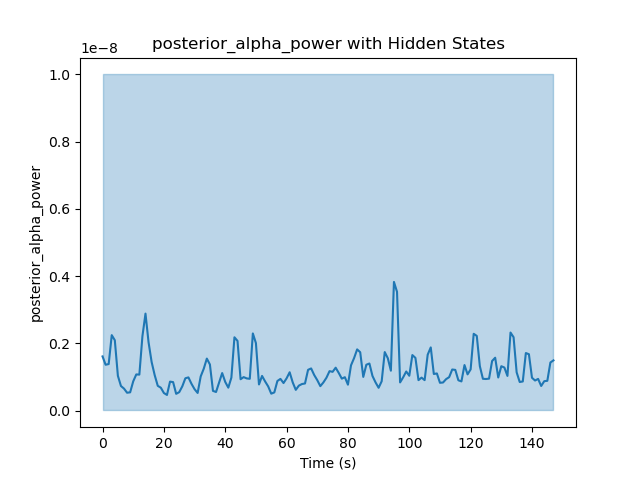 posterior_alpha_power with Hidden States
1e−8
1.0
0.8
0.6
0.4
0.2
0.0
posterior_alpha_power
0 20 40 60 80 100 120 140
Time (s)